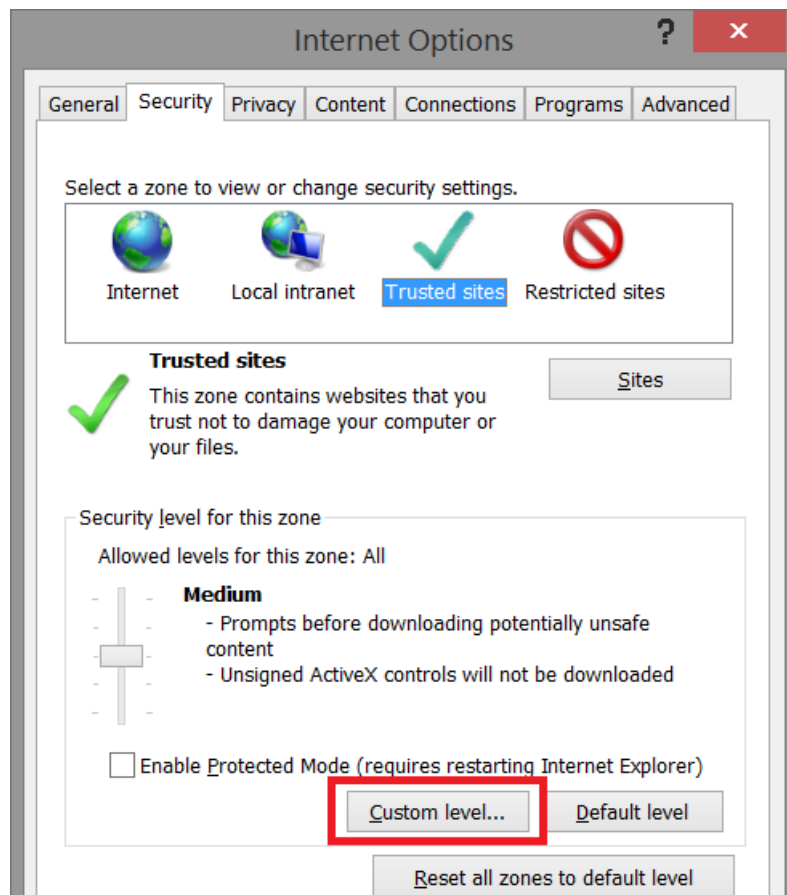 Internet Options
?
General Security Privacy Content Connections Programs Advanced
Select a zone to view or change security settings.
Internet Local intranet Trusted sites Restricted sites
Trusted sites
Sites
This zone contains websites that you
trust not to damage your computer or
your files.
Security level for this zone
Allowed levels for this zone: All
Medium
- Prompts before downloading potentially unsafe
content
- Unsigned ActiveX controls will not be downloaded
Enable Protected Mode (requires restarting Internet Explorer)
Custom level... Default level
Reset all zones to default level